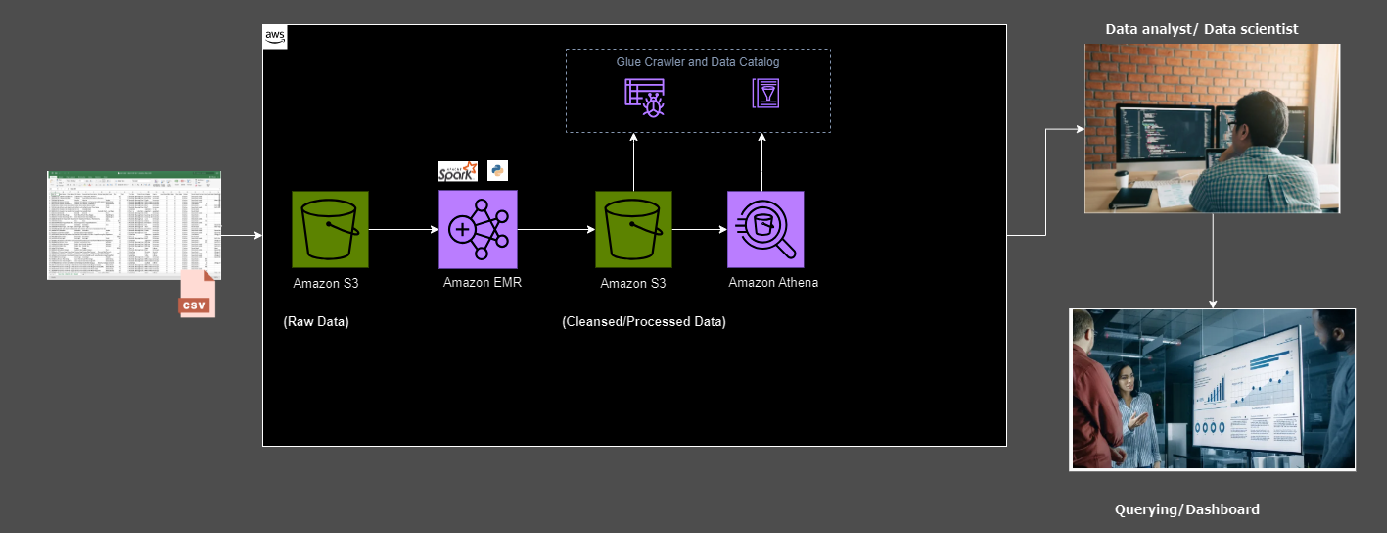 Data analyst/ Data scientist
aws
Glue Crawler and Data Catalog
APACHE
Spark
CSV
Amazon S3
Amazon EMR
Amazon S3
Amazon Athena
(Raw Data)
(Cleansed/Processed Data)
Querying/Dashboard